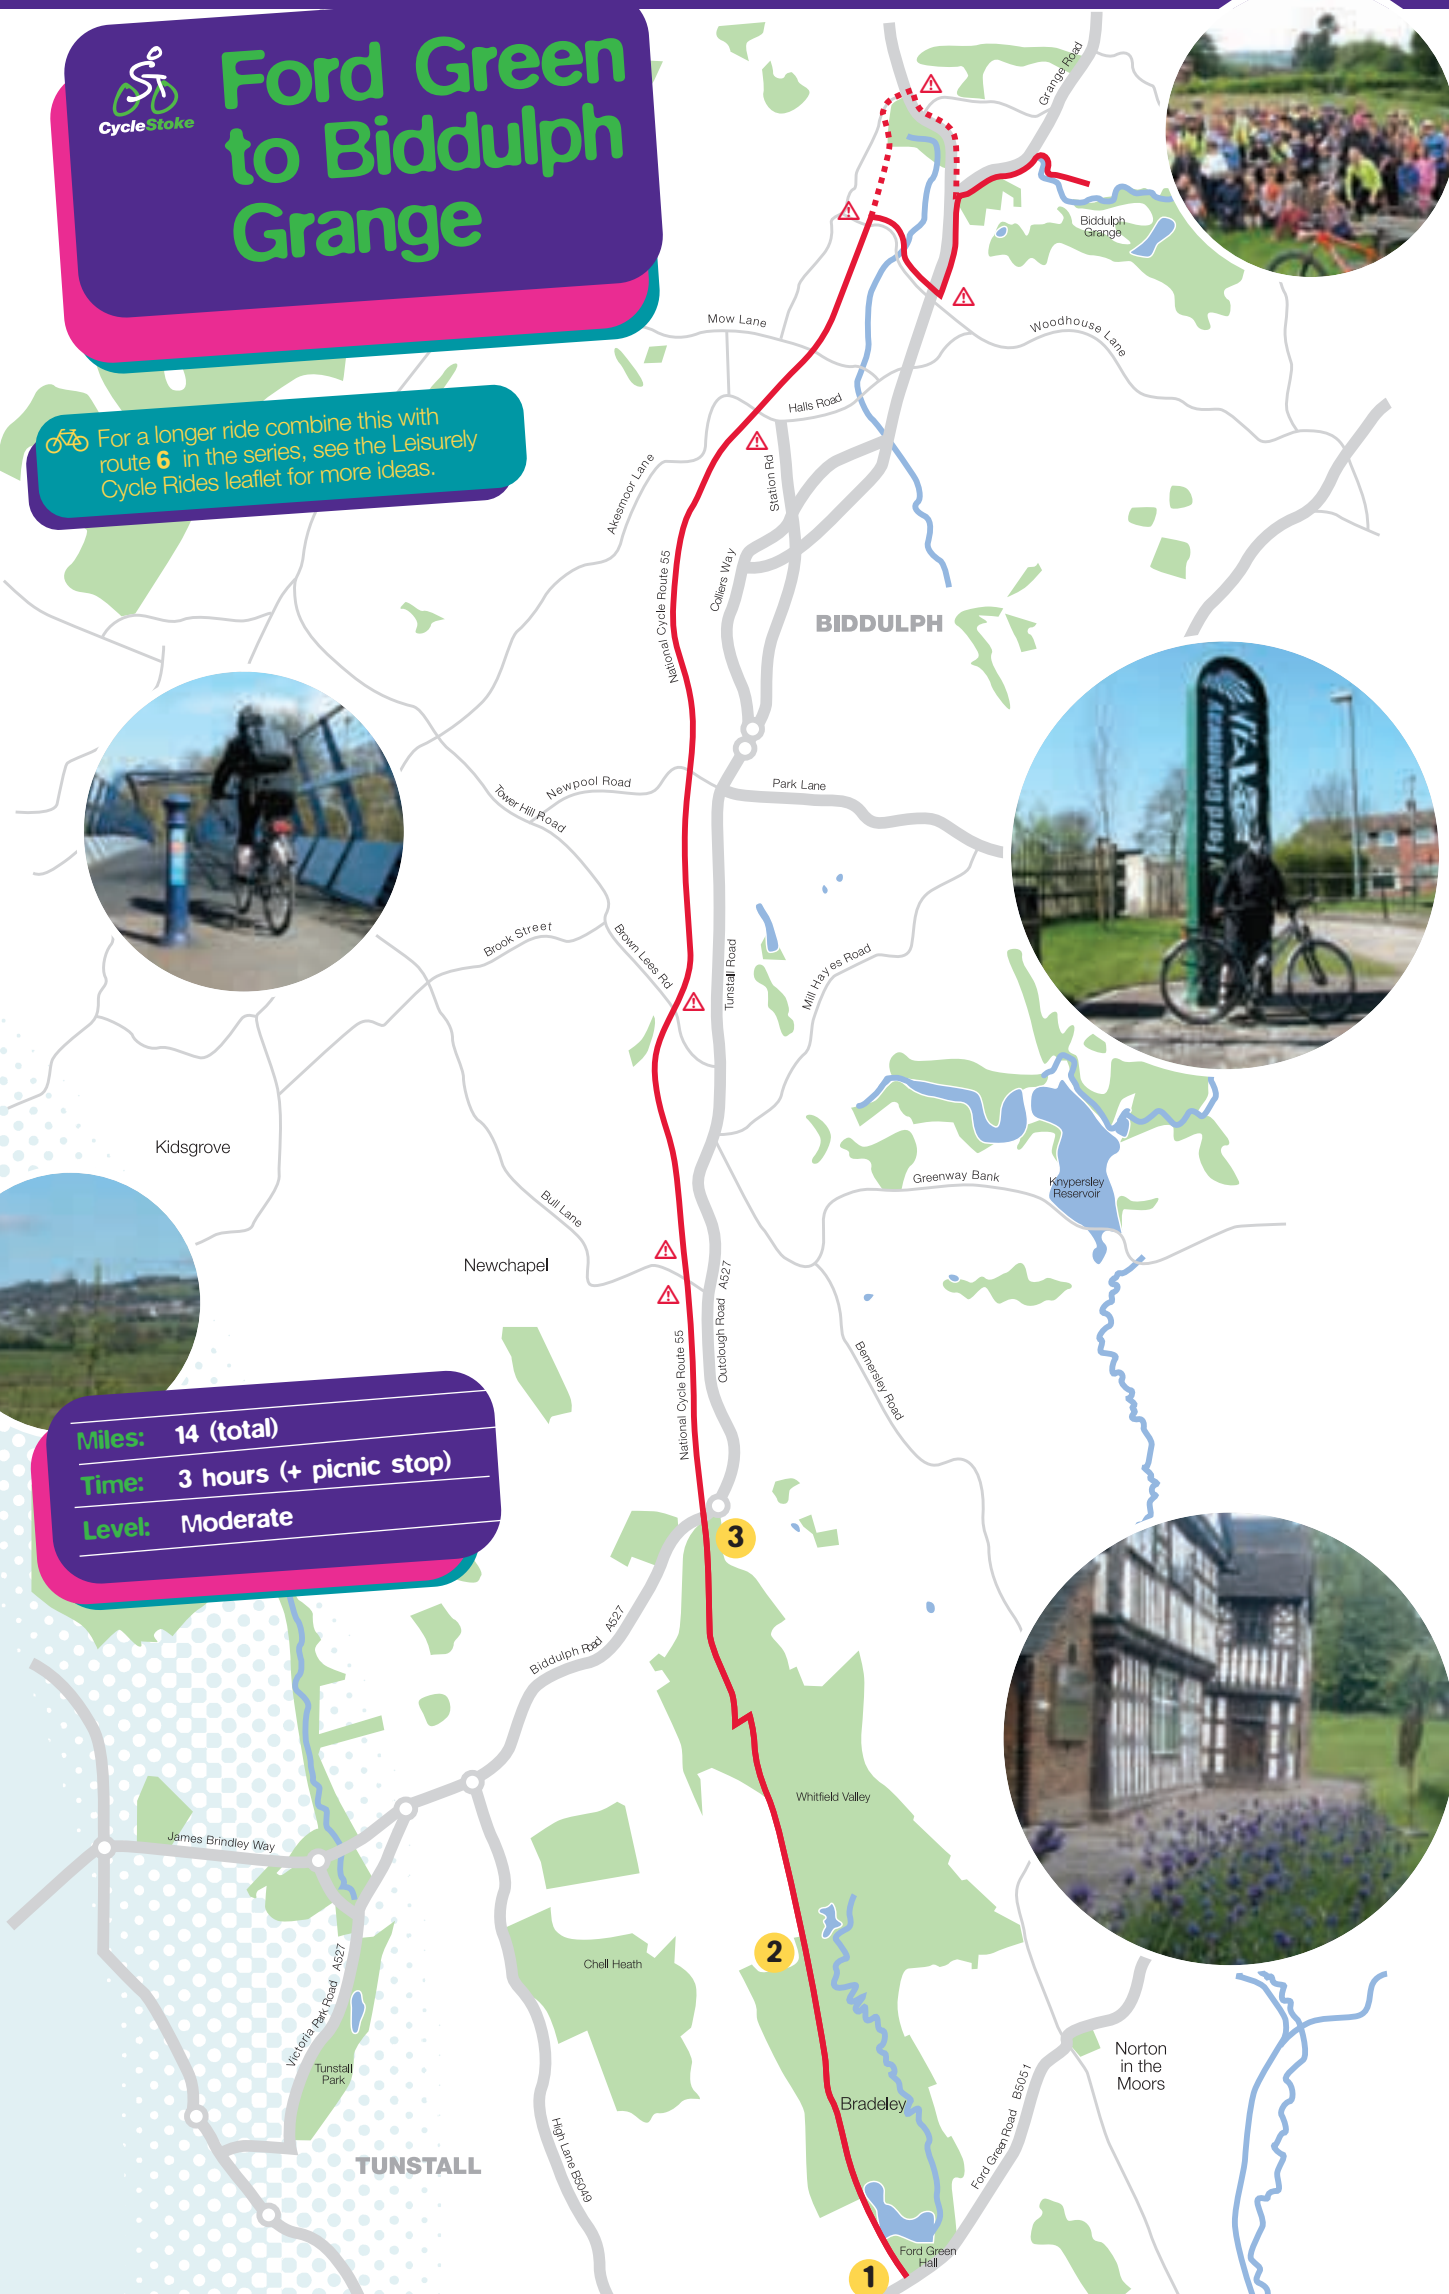 CycleStoke
Ford Green
to Biddulph
Grange
For a longer ride combine this with
route 6 in the series, see the Leisurely
Cycle Rides leaflet for more ideas.
Grange Road
Biddulph
Grange
Mow Lane
Woodhouse Lane
Halls Road
Station Rd
Akesmoor Lane
National Cycle Route 55
Colliers Way
BIDDULPH
Newpool Road
Tower Hill Road
Park Lane
Ford Green
Brook Street
Brown Lees Rd
Tunstall Road
Mill Hayes Road
Kidsgrove
Greenway Bank
Knypersley
Reservoir
Bull Lane
Newchapel
Outclough Road A527
National Cycle Route 55
Bemersley Road
Miles: 14 (total)
Time: 3 hours (+ picnic stop)
Level: Moderate
3
Biddulph Road A527
Whitfield Valley
James Brindley Way
2
Chell Heath
Victoria Park Road A527
Tunstall
Park
Norton
in the
Moors
Bradeley
Ford Green Road B5051
TUNSTALL
High Lane B5049
Ford Green
Hall
1